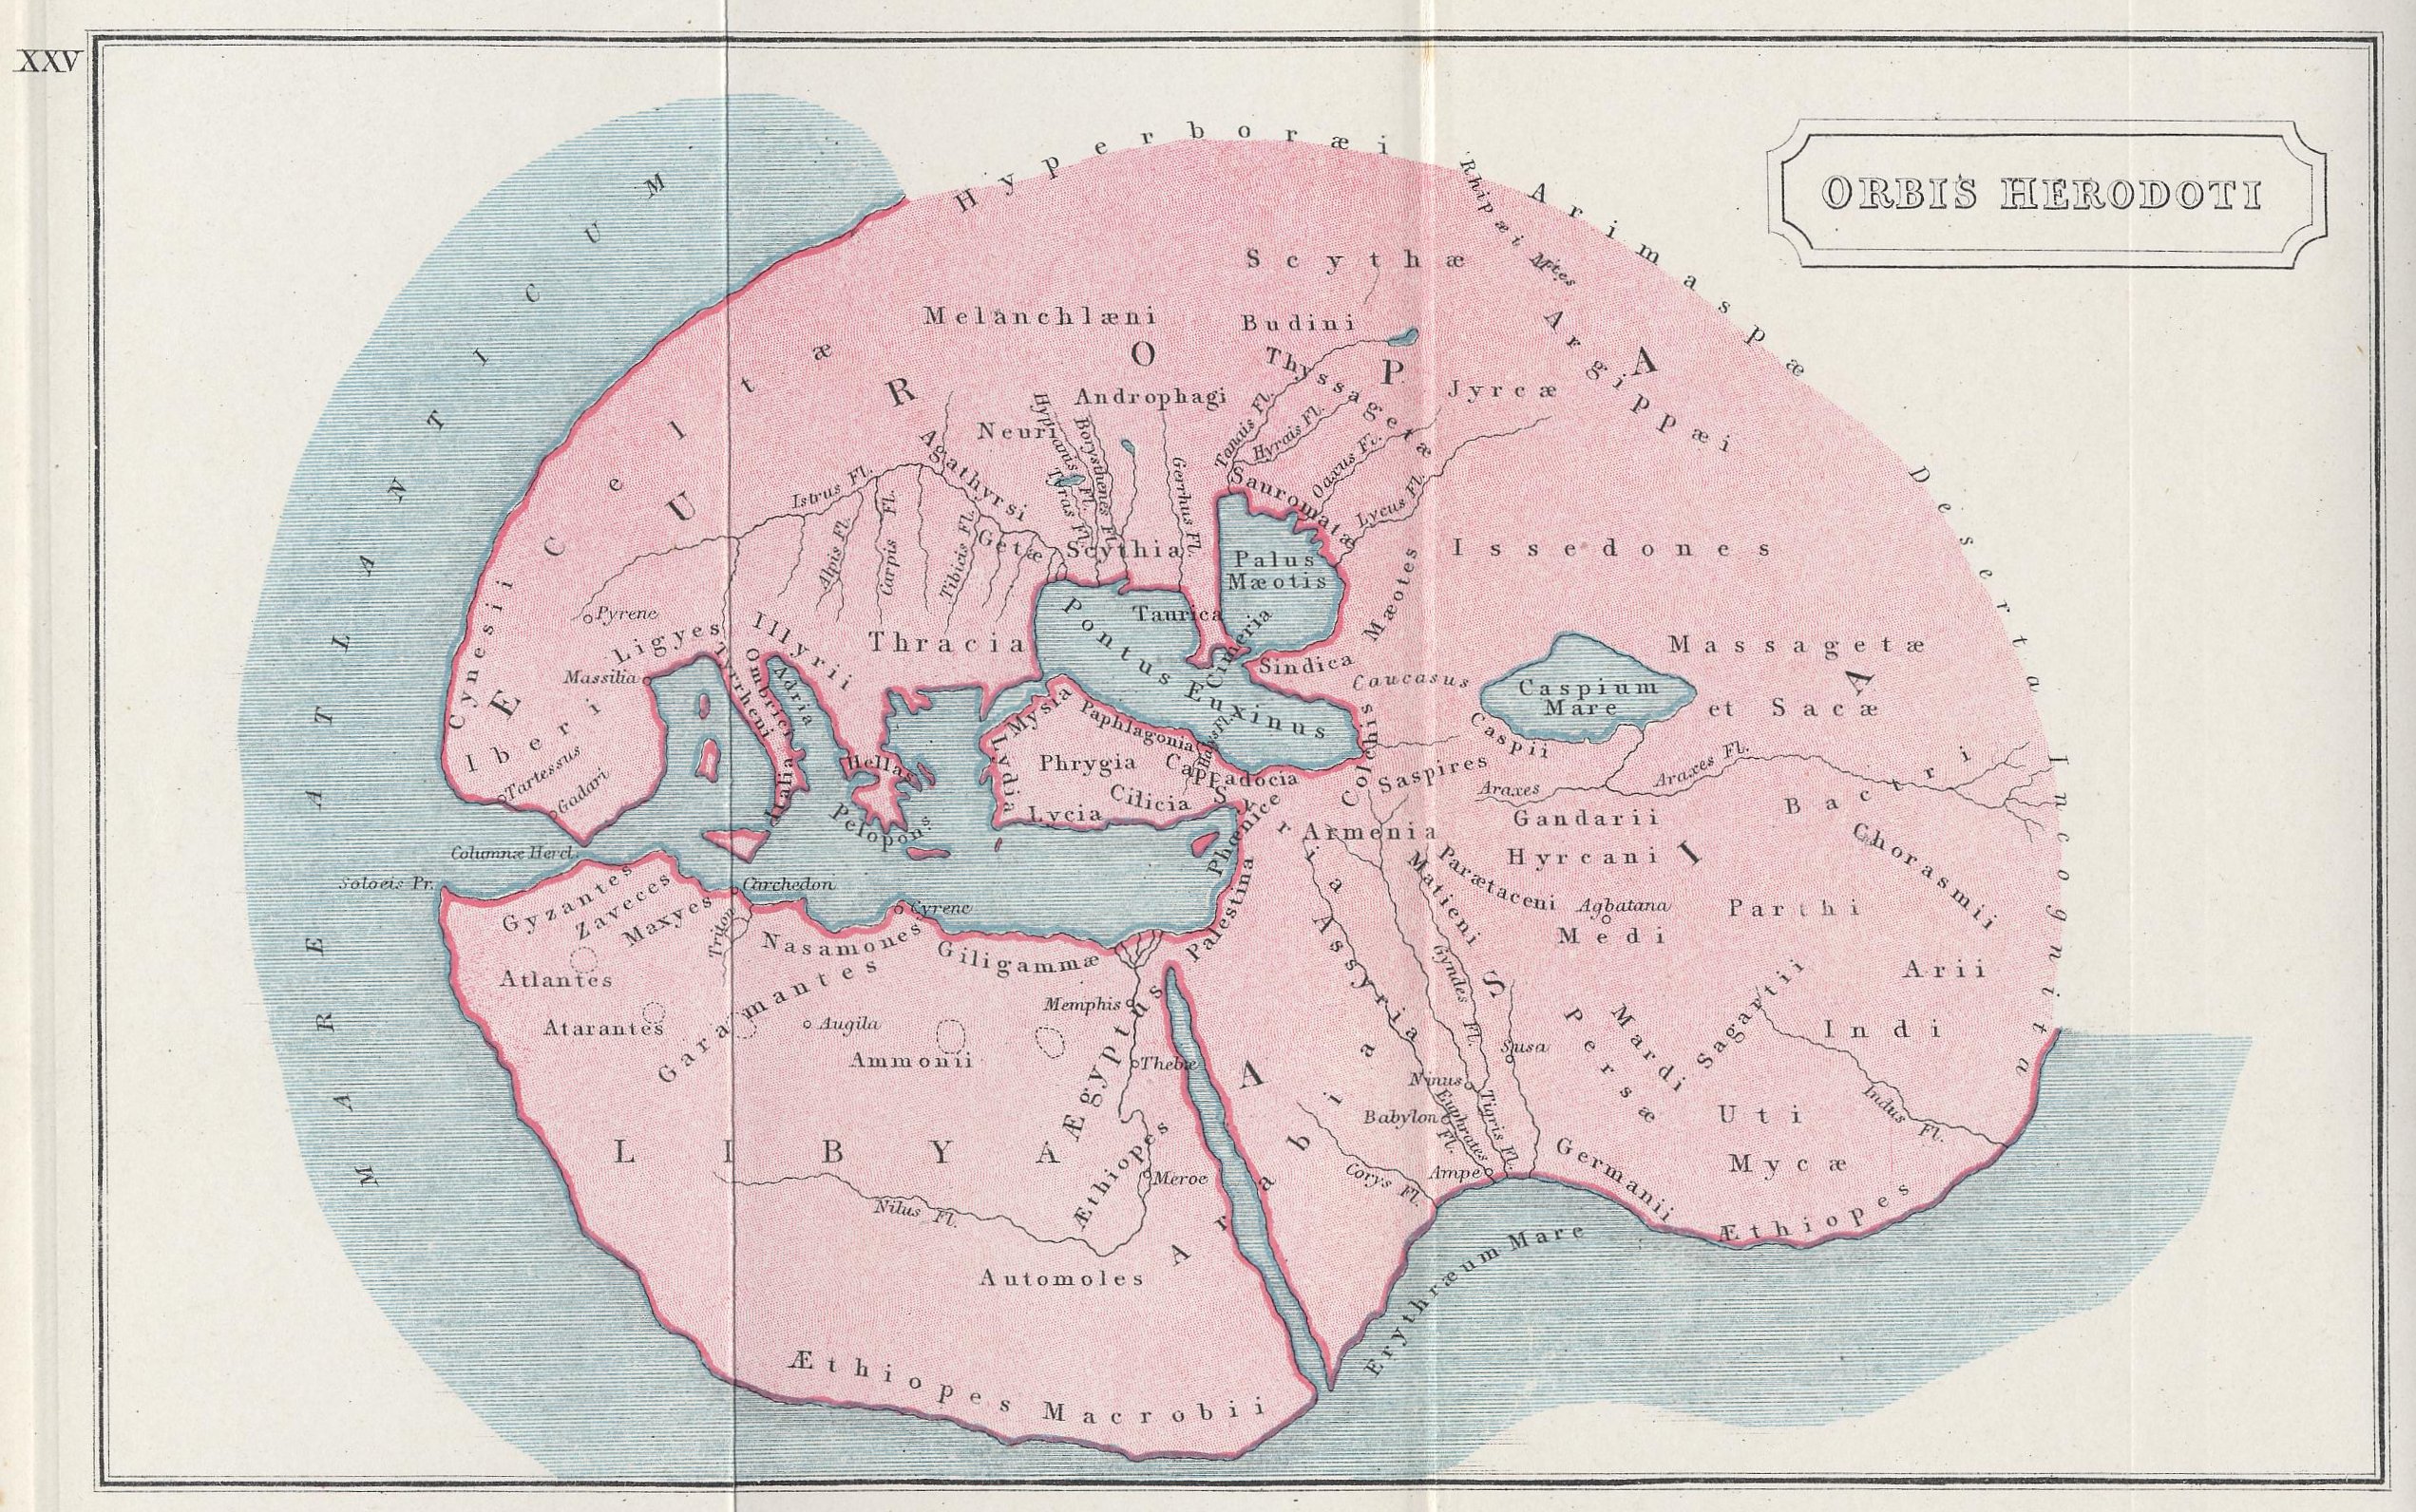 XXV
ORBIS HERODOTI
Hyperboræi
Rhipæi Mtes
Arimaspæ
Deserta Incognita
MARE ATLANTICUM
EUROPA
ASIA
LIBYA
Scythæ
Melanchlæni
Budini
Argippæi
Celtæ
Thyssagetæ
Jyrcæ
Androphagi
Neuri
Hypanis Fl.
Borysthenes Fl.
Tanais Fl.
Hyrgis Fl.
Oaxus Fl.
Lycus Fl.
Gerrhus Fl.
Tyras Fl.
Agathyrsi
Istrus Fl.
Alpis Fl.
Carpis Fl.
Tibicis Fl.
Getæ
Scythia
Sauromatæ
Palus
Mæotis
Mæotes
Issedones
Cynesii
Pyrene
Ligyes
Illyrii
Thracia
Taurica
Cimeria
Sindica
Caucasus
Pontus Euxinus
Massagetæ
et Sacæ
Caspium
Mare
Caspii
Massilia
Tyrrheni
Ombrici
Adria
Italia
Iberi
Tartessus
Gadari
Hellas
Pelopons
Mysia
Lydia
Phrygia
Paphlagonia
Halys Fl.
Cappadocia
Cilicia
Lycia
Colchis
Saspires
Araxes
Araxes Fl.
Bactri
Gandarii
Hyrcani
Chorasmii
Syria
Phœnice
Palestina
Armenia
Matieni
Parætaceni
Agbatana
Medi
Parthi
Arii
Columnæ Hercl.
Soloeis Pr.
Gyzantes
Zaveces
Maxyes
Carchedon
Triton
Cyrene
Nasamones
Giligammæ
Atlantes
Atarantes
Garamantes
Augila
Ammonii
Memphis
Ægyptus
Thebæ
Assyria
Gyndes Fl.
Susa
Persæ
Mardi
Sagartii
Indi
Indus Fl.
Ninus
Babylon
Euphrates Fl.
Tigris Fl.
Ampe
Corys Fl.
Arabia
Uti
Mycæ
Germanii
Æthiopes
Æthiopes
Meroe
Nilus Fl.
Automoles
Erythræum Mare
Æthiopes Macrobii